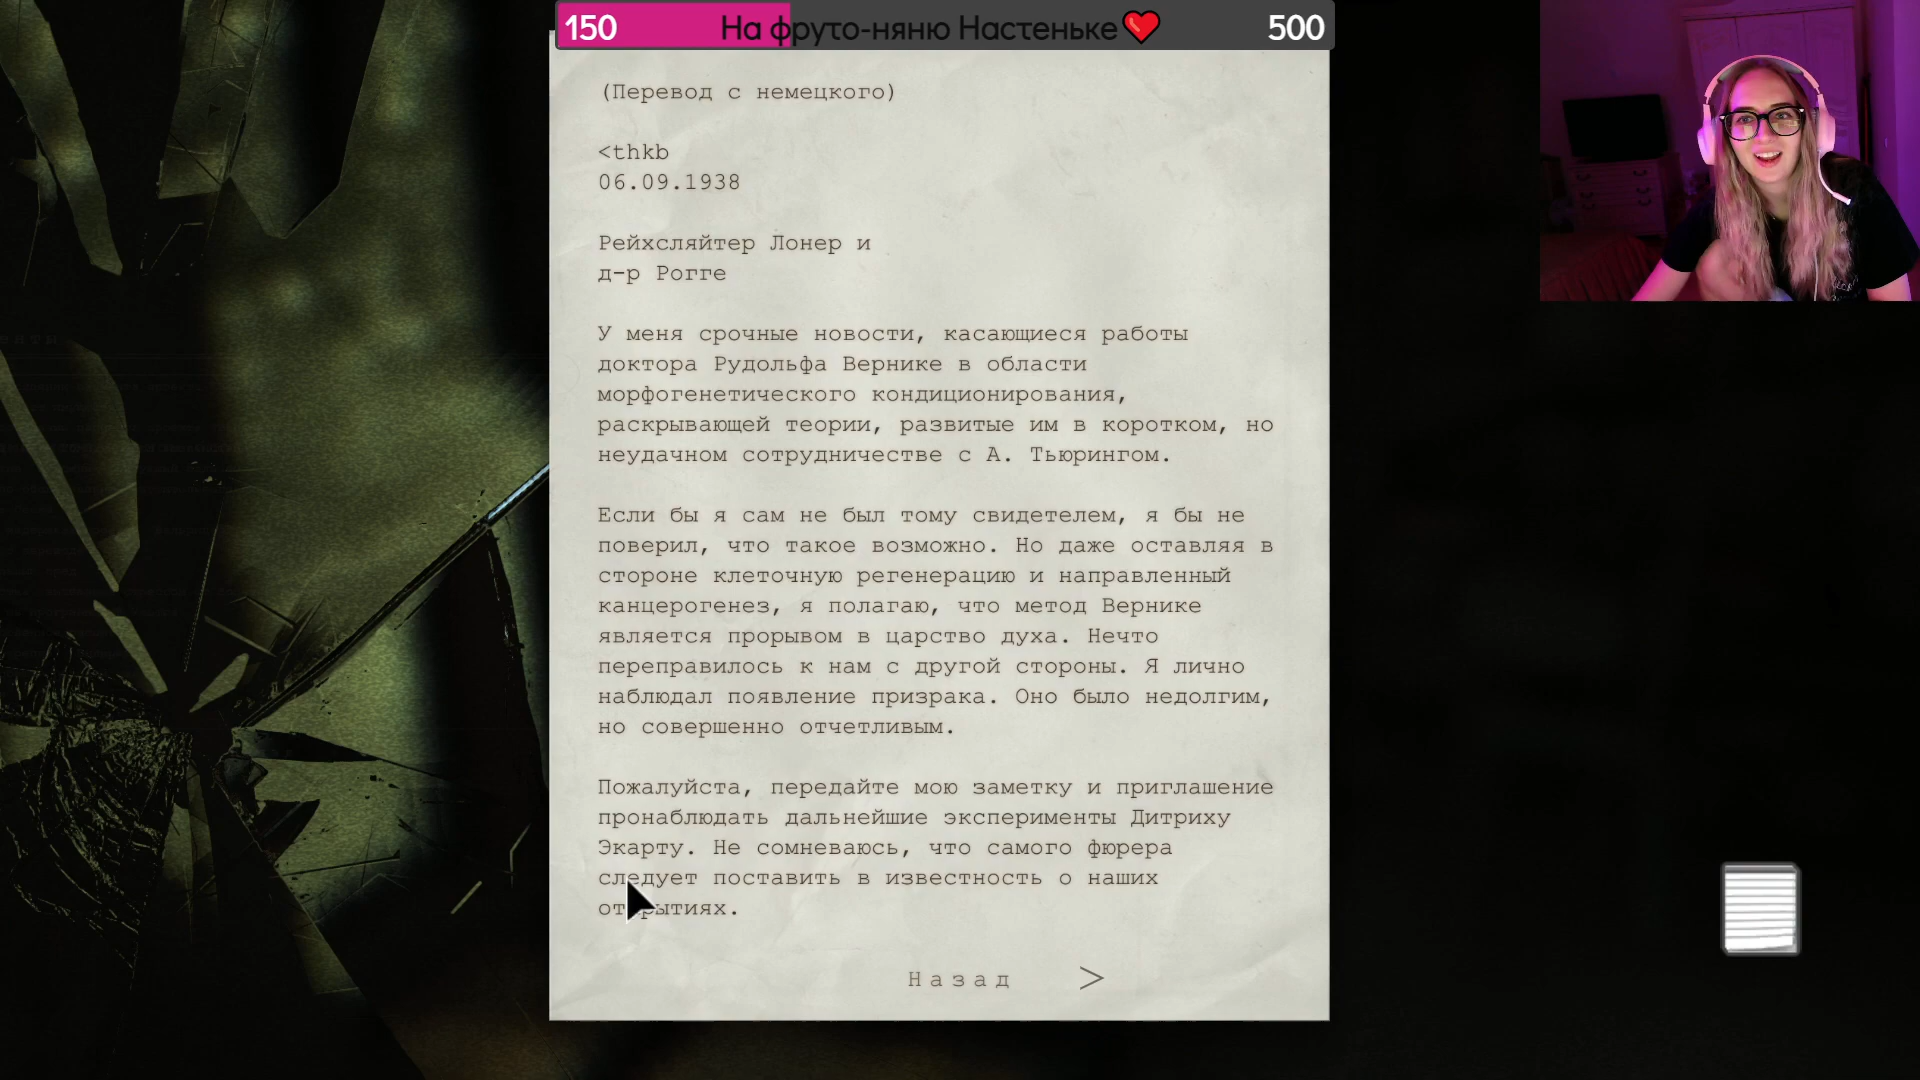 150 На фруто-няню Настеньке 500
(Перевод с немецкого)
<thkb
06.09.1938
Рейхсляйтер Лонер и
д-р Рогге
У меня срочные новости, касающиеся работы
доктора Рудольфа Вернике в области
морфогенетического кондиционирования,
раскрывающей теории, развитые им в коротком, но
неудачном сотрудничестве с А. Тьюрингом.
Если бы я сам не был тому свидетелем, я бы не
поверил, что такое возможно. Но даже оставляя в
стороне клеточную регенерацию и направленный
канцерогенез, я полагаю, что метод Вернике
является прорывом в царство духа. Нечто
переправилось к нам с другой стороны. Я лично
наблюдал появление призрака. Оно было недолгим,
но совершенно отчетливым.
Пожалуйста, передайте мою заметку и приглашение
пронаблюдать дальнейшие эксперименты Дитриху
Экарту. Не сомневаюсь, что самого фюрера
следует поставить в известность о наших
открытиях.
Назад >